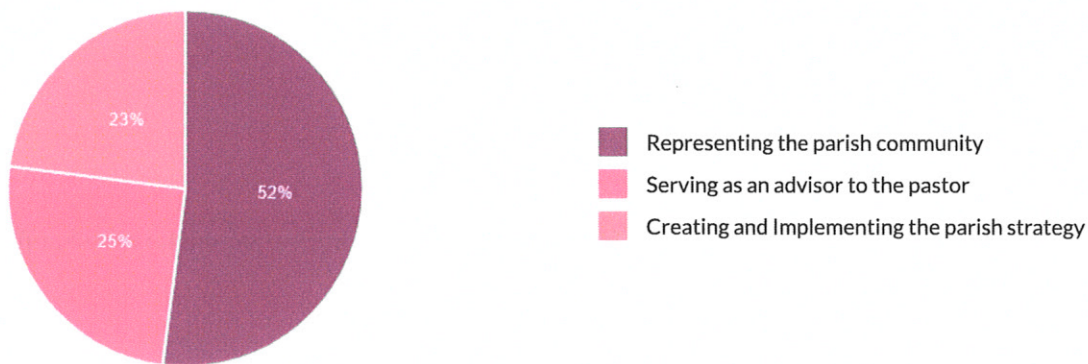 23%
52%
25%
Representing the parish community
Serving as an advisor to the pastor
Creating and Implementing the parish strategy